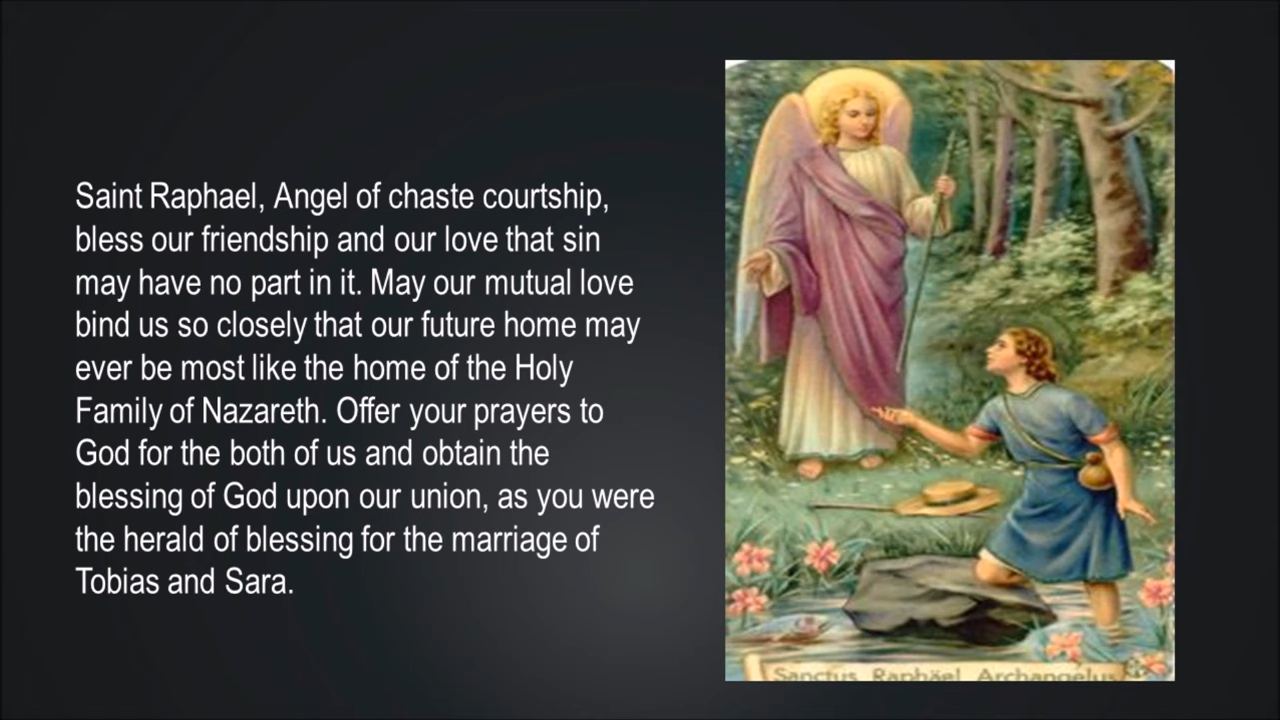 Saint Raphael, Angel of chaste courtship,
bless our friendship and our love that sin
may have no part in it. May our mutual love
bind us so closely that our future home may
ever be most like the home of the Holy
Family of Nazareth. Offer your prayers to
God for the both of us and obtain the
blessing of God upon our union, as you were
the herald of blessing for the marriage of
Tobias and Sara.
Sanctus Raphäel Archangelus